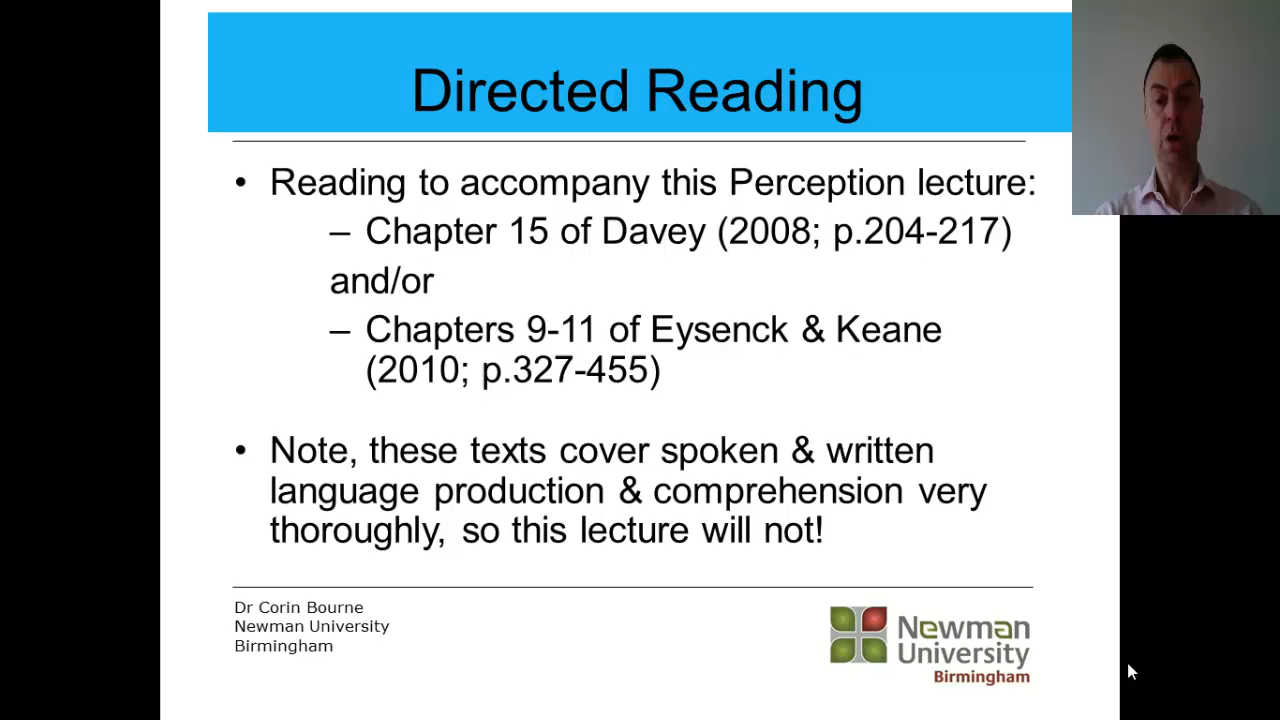 Directed Reading
• Reading to accompany this Perception lecture:
– Chapter 15 of Davey (2008; p.204-217)
and/or
– Chapters 9-11 of Eysenck & Keane
(2010; p.327-455)
• Note, these texts cover spoken & written
language production & comprehension very
thoroughly, so this lecture will not!
Dr Corin Bourne
Newman University
Birmingham
Newman
University
Birmingham